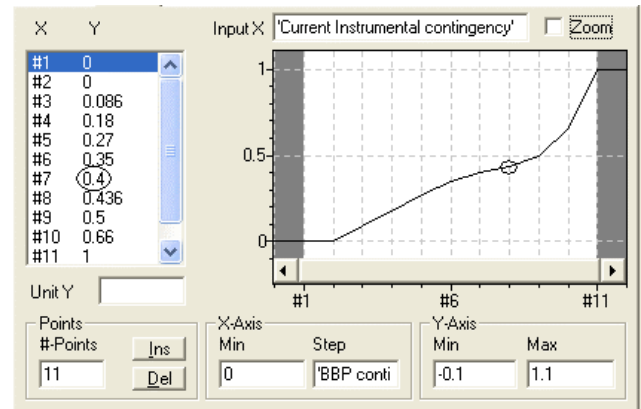 X Y Input X 'Current Instrumental contingency' Zoom
#1 0
#2 0
#3 0.086
#4 0.18
#5 0.27
#6 0.35
#7 0.4
#8 0.436
#9 0.5
#10 0.66
#11 1
1
0.5
0
#1 #6 #11
Unit Y
Points
#-Points
11
Ins
Del
X-Axis
Min Step
0 'BBP conti
Y-Axis
Min Max
-0.1 1.1